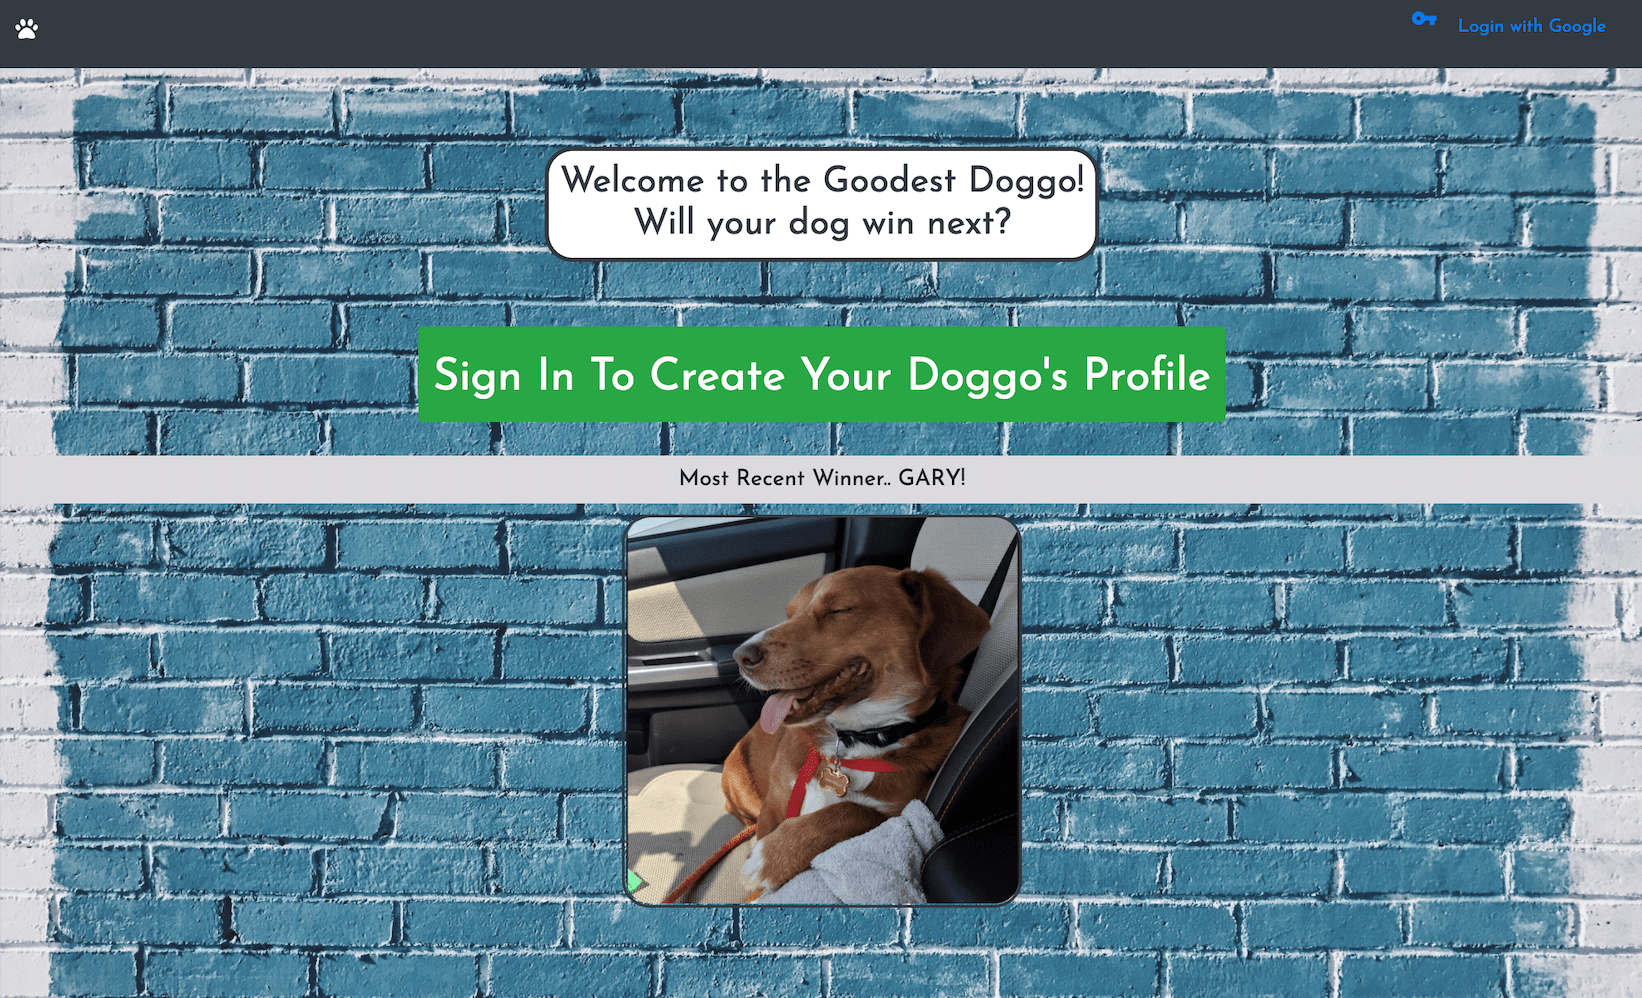 Login with Google
Welcome to the Goodest Doggo!
Will your dog win next?
Sign In To Create Your Doggo's Profile
Most Recent Winner.. GARY!